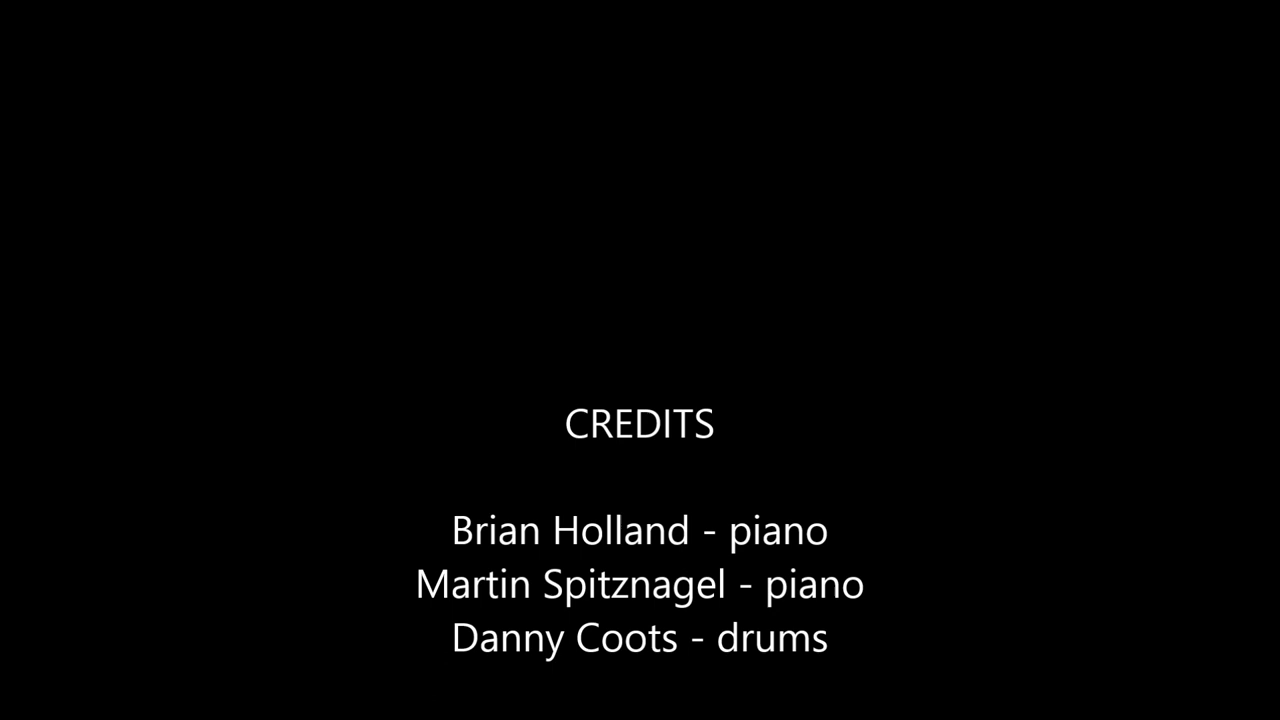 CREDITS
Brian Holland - piano
Martin Spitznagel - piano
Danny Coots - drums